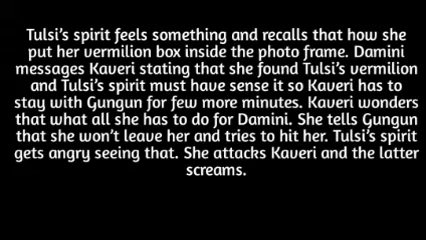 Tulsi's spirit feels something and recalls that how she
put her vermilion box inside the photo frame. Damini
messages Kaveri stating that she found Tulsi's vermilion
and Tulsi's spirit must have sense it so Kaveri has to
stay with Gungun for few more minutes. Kaveri wonders
that what all she has to do for Damini. She tells Gungun
that she won't leave her and tries to hit her. Tulsi's spirit
gets angry seeing that. She attacks Kaveri and the latter
screams.